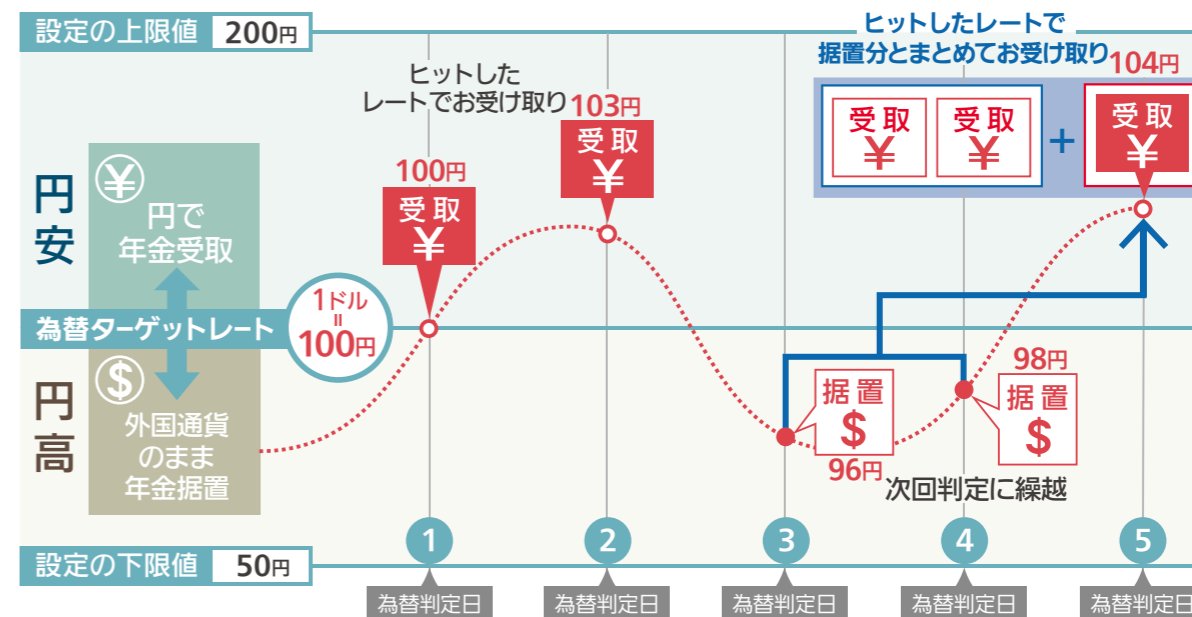 設定の上限値 200円
ヒットしたレートで
据置分とまとめてお受け取り
104円
受取
¥
受取
¥
+
受取
¥
ヒットした
レートでお受け取り
103円
受取
¥
100円
受取
¥
円安
¥
円で
年金受取
為替ターゲットレート
1ドル
=
100円
円高
$
外国通貨
のまま
年金据置
据置
$
96円
98円
据置
$
次回判定に繰越
1
2
3
4
5
設定の下限値 50円
為替判定日
為替判定日
為替判定日
為替判定日
為替判定日